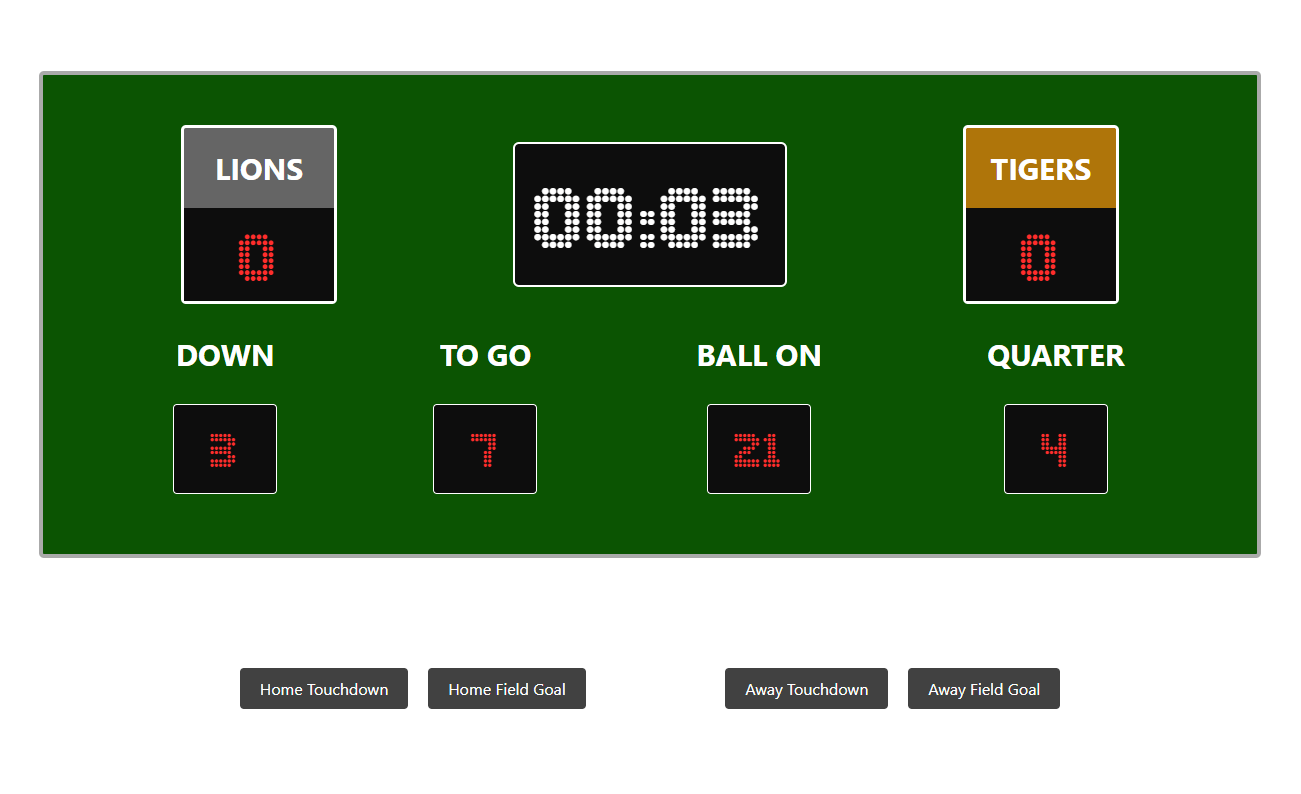 LIONS
0
00:03
TIGERS
0
DOWN
3
TO GO
7
BALL ON
21
QUARTER
4
Home Touchdown
Home Field Goal
Away Touchdown
Away Field Goal